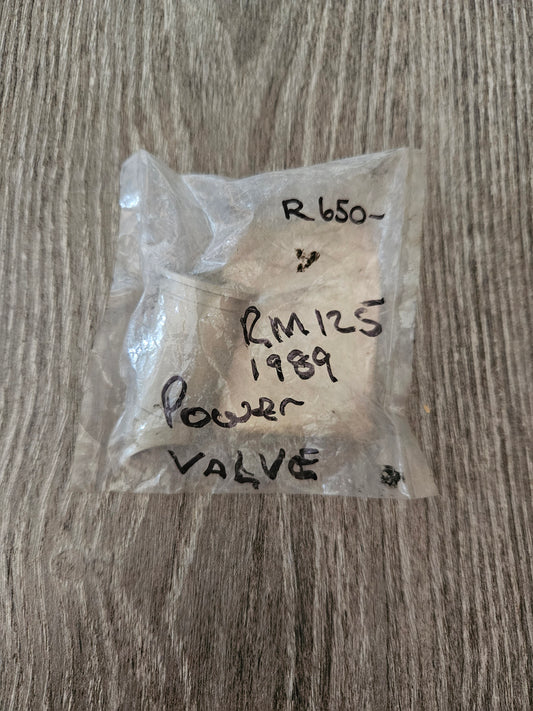 R650-
RM125
1989
Power
VALVE